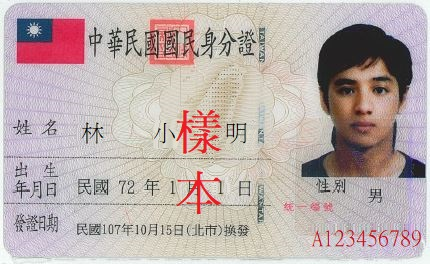 中華民國國民身分證
姓名 林 小 明
樣本
出生年月日 民國 72 年 1 月 1 日
性別 男
統一編號
發證日期 民國107年10月15日(北市)換發
A123456789